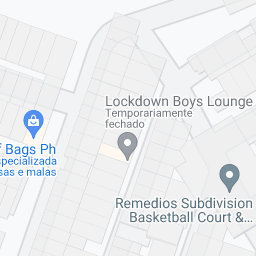 Lockdown Boys Lounge
Temporariamente
fechado
f Bags Ph
specializada
sas e malas
Remedios Subdivision
Basketball Court &...